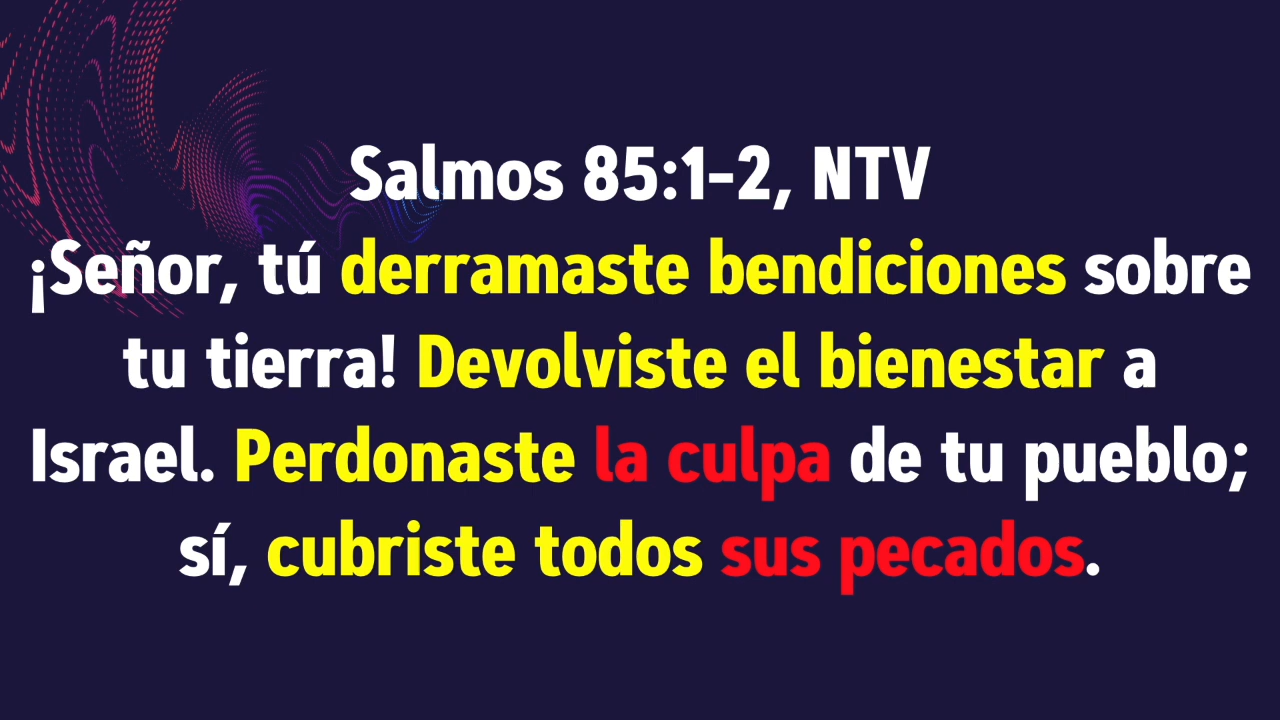 Salmos 85:1-2, NTV
¡Señor, tú derramaste bendiciones sobre
tu tierra! Devolviste el bienestar a
Israel. Perdonaste la culpa de tu pueblo;
sí, cubriste todos sus pecados.